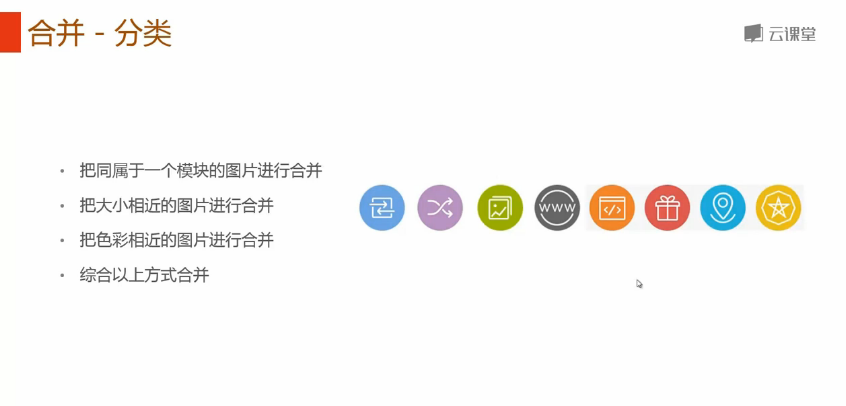 合并 - 分类
云课堂
把同属于一个模块的图片进行合并
把大小相近的图片进行合并
把色彩相近的图片进行合并
综合以上方式合并
WWW